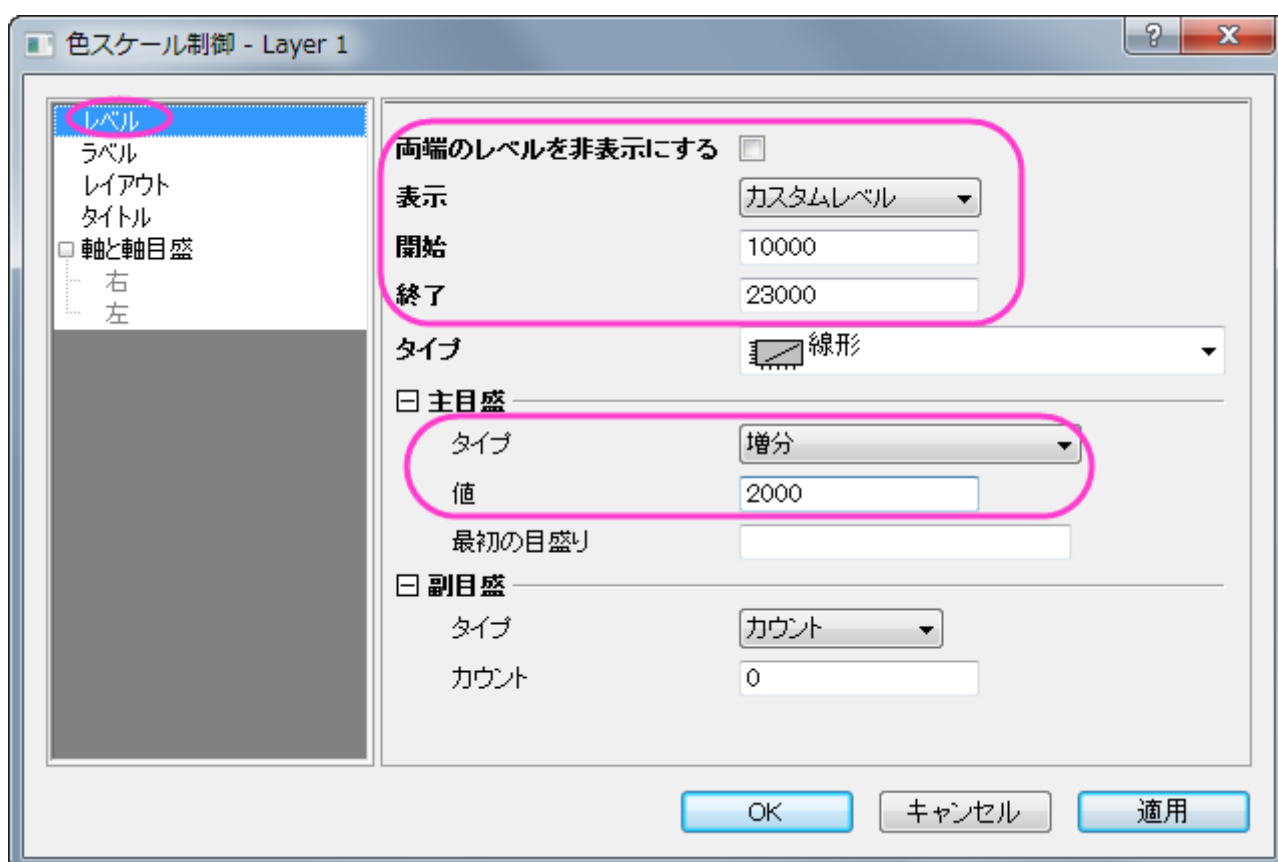 色スケール制御 - Layer 1
?
X
レベル
ラベル
レイアウト
タイトル
軸と軸目盛
右
左
両端のレベルを非表示にする
表示 カスタムレベル
開始 10000
終了 23000
タイプ 線形
主目盛
タイプ 増分
値 2000
最初の目盛り
副目盛
タイプ カウント
カウント 0
OK キャンセル 適用